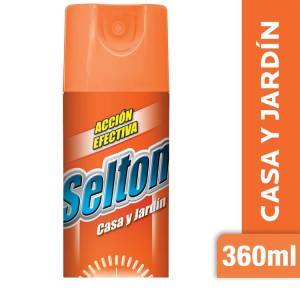 ACCIÓN
EFECTIVA
Selton
Casa y Jardín
CASA Y JARDÍN
360ml